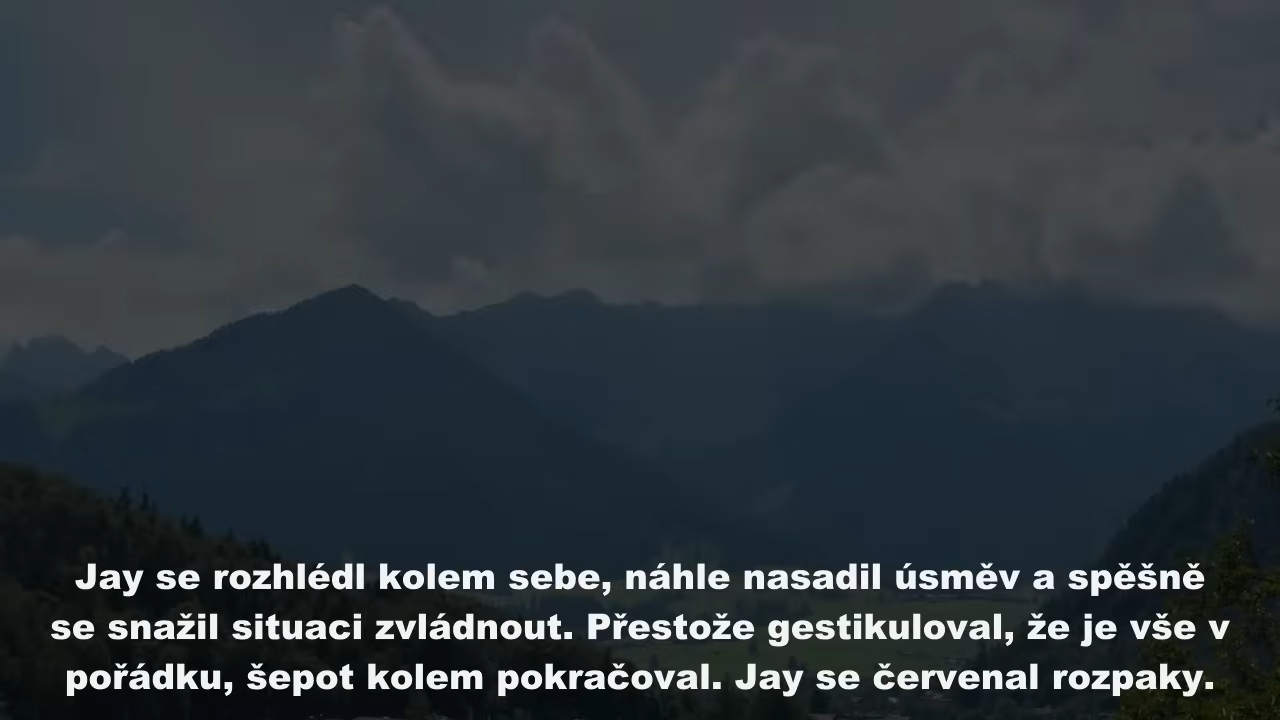 Jay se rozhlédl kolem sebe, náhle nasadil úsměv a spěšně
se snažil situaci zvládnout. Přestože gestikuloval, že je vše v
pořádku, šepot kolem pokračoval. Jay se červenal rozpaky.